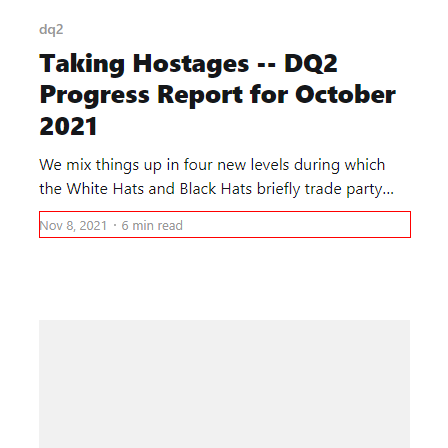 dq2
Taking Hostages -- DQ2
Progress Report for October
2021
We mix things up in four new levels during which
the White Hats and Black Hats briefly trade party...
Nov 8, 2021 · 6 min read